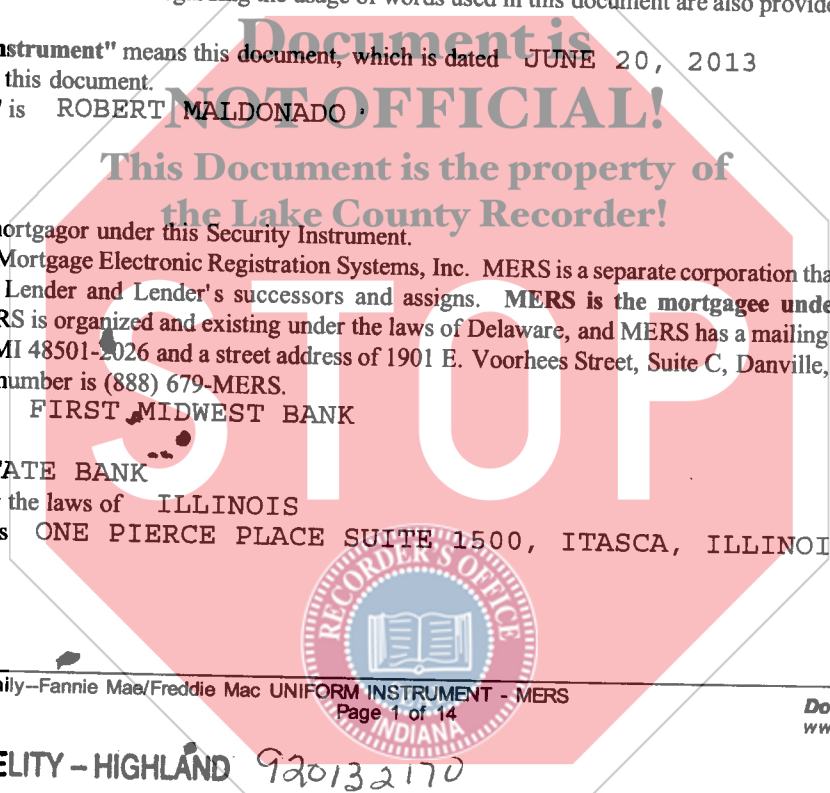 the usage of words used in this document are also provide
Document is
nstrument" means this document, which is dated JUNE 20, 2013
this document.
is ROBERT MALDONADO
NOT OFFICIAL!
This Document is the property of
the Lake County Recorder!
ortgagor under this Security Instrument.
Mortgage Electronic Registration Systems, Inc. MERS is a separate corporation tha
Lender and Lender's successors and assigns. MERS is the mortgagee unde
RS is organized and existing under the laws of Delaware, and MERS has a mailing
MI 48501-2026 and a street address of 1901 E. Voorhees Street, Suite C, Danville,
number is (888) 679-MERS.
FIRST MIDWEST BANK
STOP
ATE BANK
the laws of ILLINOIS
s ONE PIERCE PLACE SUITE 1500, ITASCA, ILLINOI
RECORDER'S OFFICE
ily--Fannie Mae/Freddie Mac UNIFORM INSTRUMENT - MERS
Page 1 of 14
Do
ww
INDIANA
ELITY – HIGHLAND 920132170